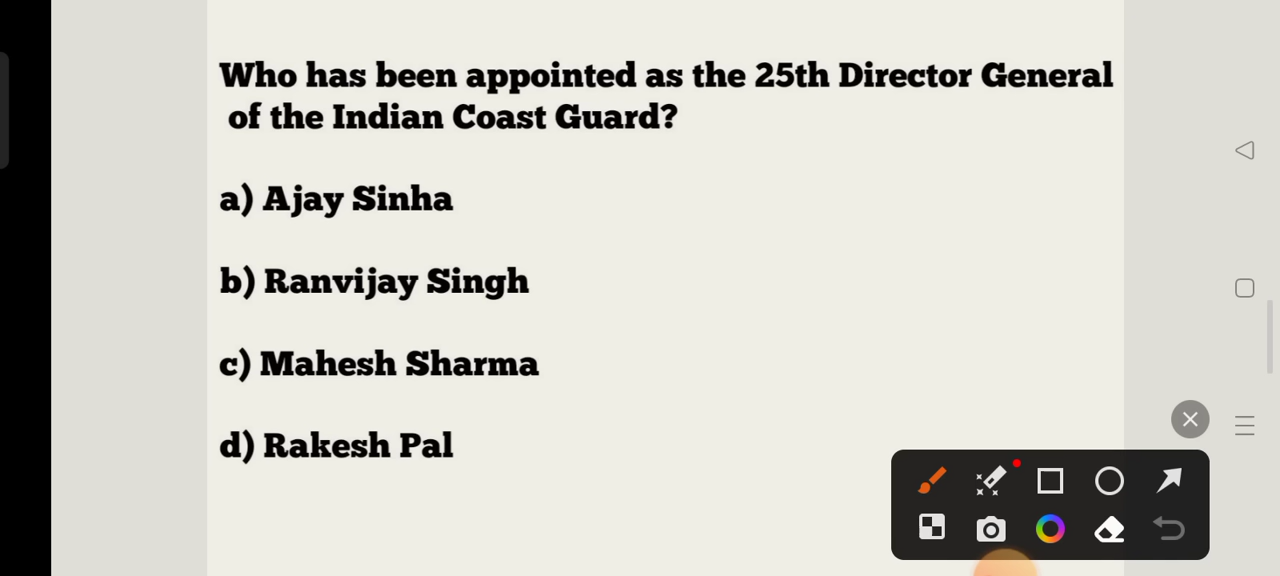 Who has been appointed as the 25th Director General
of the Indian Coast Guard?
a) Ajay Sinha
b) Ranvijay Singh
c) Mahesh Sharma
d) Rakesh Pal